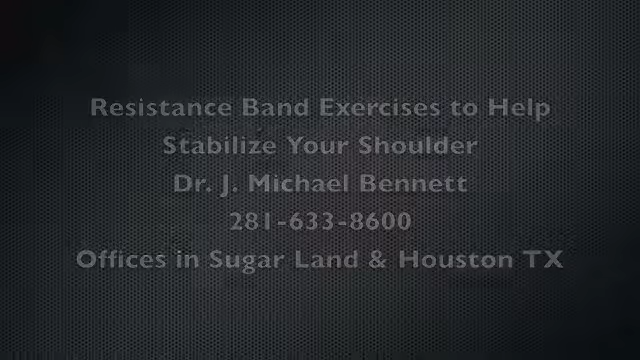 Resistance Band Exercises to Help
Stabilize Your Shoulder
Dr. J. Michael Bennett
281-633-8600
Offices in Sugar Land & Houston TX